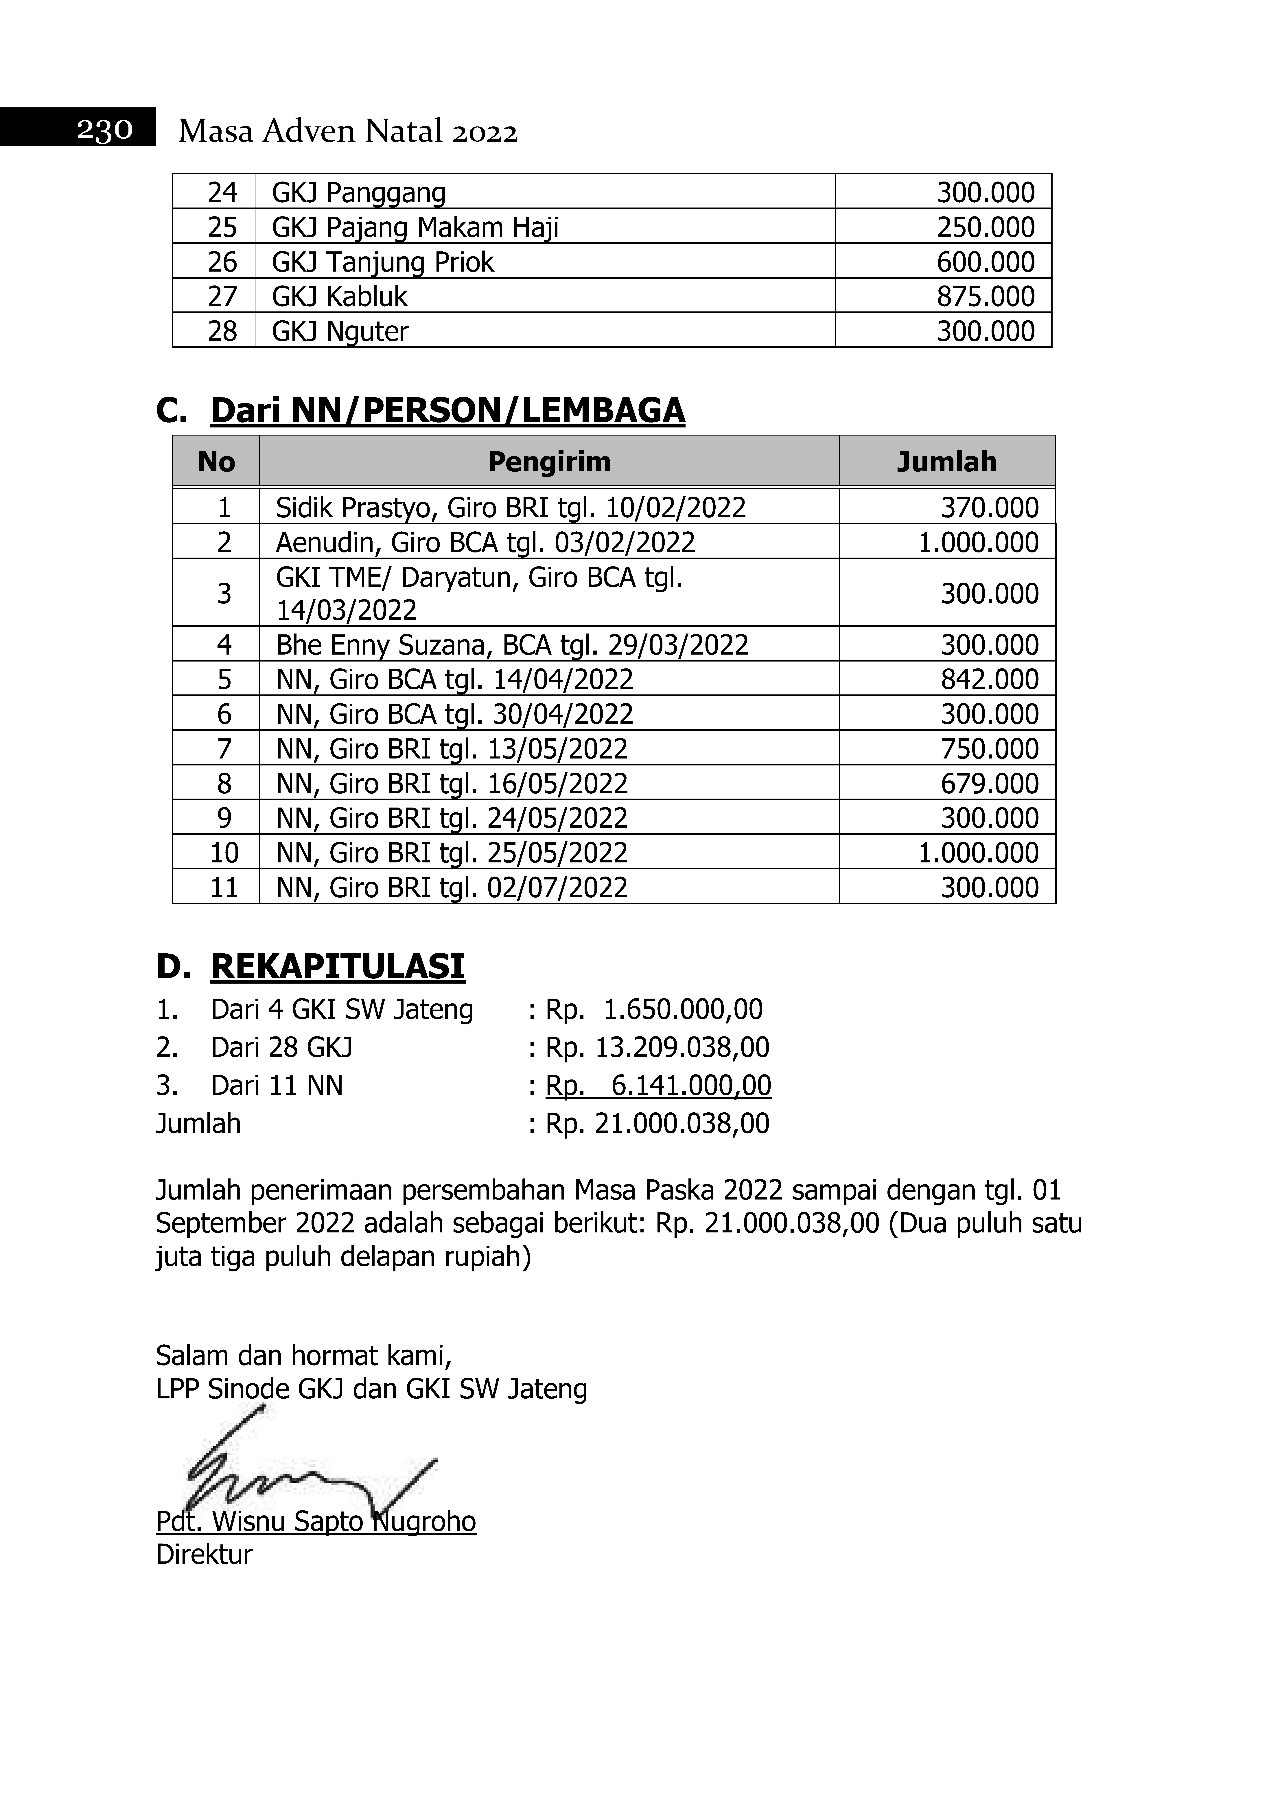 230 Masa Adven Natal 2022
24 GKJ Panggang 300.000
25 GKJ Pajang Makam Haji 250.000
26 GKJ Tanjung Priok 600.000
27 GKJ Kabluk 875.000
28 GKJ Nguter 300.000
C. Dari NN/PERSON/LEMBAGA
No Pengirim Jumlah
1 Sidik Prastyo, Giro BRI tgl. 10/02/2022 370.000
2 Aenudin, Giro BCA tgl. 03/02/2022 1.000.000
3 GKI TME/ Daryatun, Giro BCA tgl.
14/03/2022 300.000
4 Bhe Enny Suzana, BCA tgl. 29/03/2022 300.000
5 NN, Giro BCA tgl. 14/04/2022 842.000
6 NN, Giro BCA tgl. 30/04/2022 300.000
7 NN, Giro BRI tgl. 13/05/2022 750.000
8 NN, Giro BRI tgl. 16/05/2022 679.000
9 NN, Giro BRI tgl. 24/05/2022 300.000
10 NN, Giro BRI tgl. 25/05/2022 1.000.000
11 NN, Giro BRI tgl. 02/07/2022 300.000
D. REKAPITULASI
1. Dari 4 GKI SW Jateng : Rp. 1.650.000,00
2. Dari 28 GKJ : Rp. 13.209.038,00
3. Dari 11 NN : Rp. 6.141.000,00
Jumlah : Rp. 21.000.038,00
Jumlah penerimaan persembahan Masa Paska 2022 sampai dengan tgl. 01
September 2022 adalah sebagai berikut: Rp. 21.000.038,00 (Dua puluh satu
juta tiga puluh delapan rupiah)
Salam dan hormat kami,
LPP Sinode GKJ dan GKI SW Jateng
Pdt. Wisnu Sapto Nugroho
Direktur